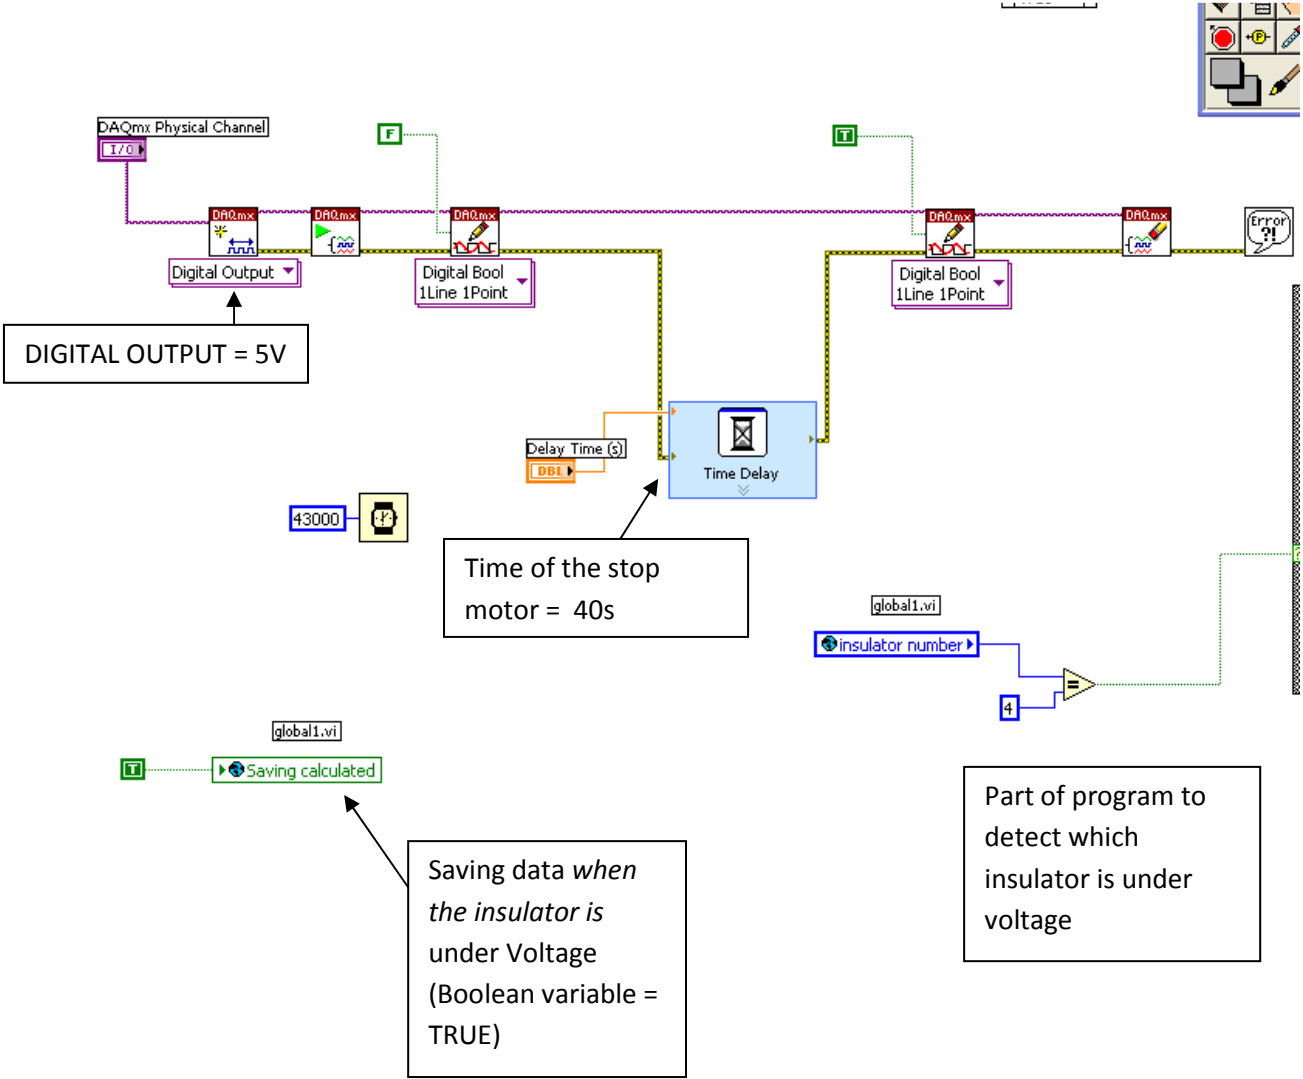 DAQmx Physical Channel
I/O
F
T
DAQmx
DAQmx
DAQmx
DAQmx
DAQmx
Error
?!
Digital Output
Digital Bool
1Line 1Point
Digital Bool
1Line 1Point
DIGITAL OUTPUT = 5V
Delay Time (s)
DBL
Time Delay
43000
Time of the stop
motor = 40s
global1.vi
insulator number
=
4
global1.vi
T
Saving calculated
Part of program to
detect which
insulator is under
voltage
Saving data when
the insulator is
under Voltage
(Boolean variable =
TRUE)
P
?